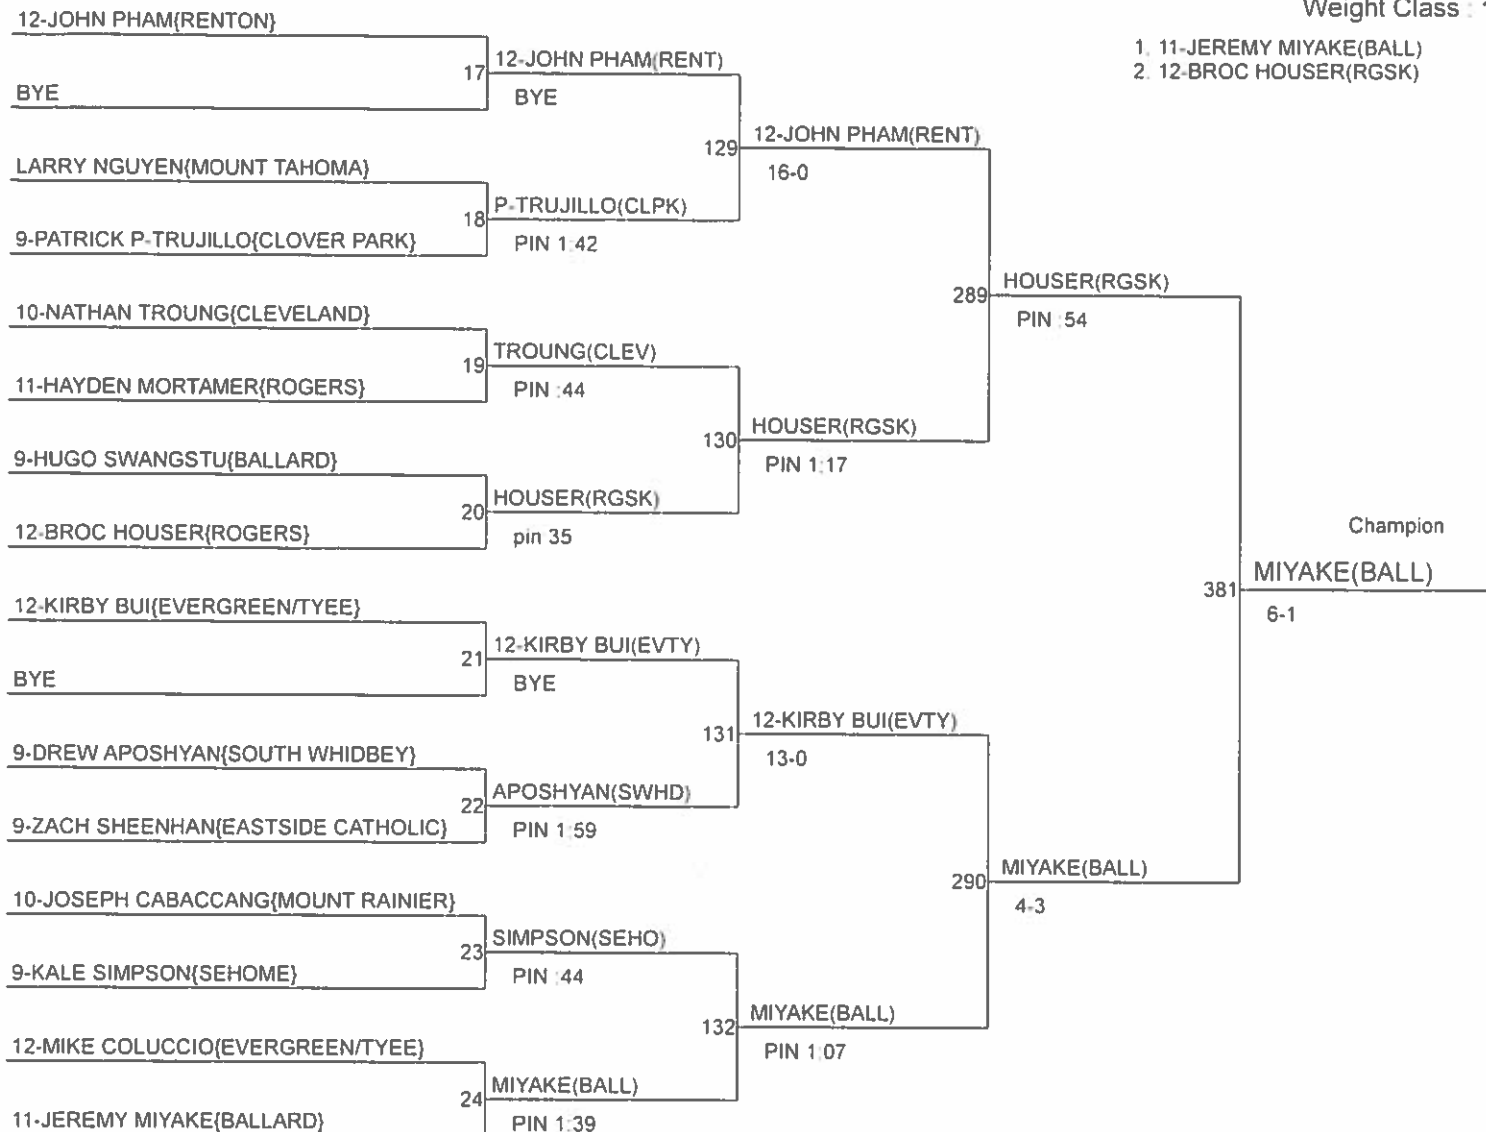 Weight Class : 1
1. 11-JEREMY MIYAKE(BALL)
2. 12-BROC HOUSER(RGSK)
12-JOHN PHAM{RENTON}
17
12-JOHN PHAM(RENT)
BYE
BYE
129
12-JOHN PHAM(RENT)
16-0
LARRY NGUYEN{MOUNT TAHOMA}
18
P-TRUJILLO(CLPK)
9-PATRICK P-TRUJILLO{CLOVER PARK}
PIN 1:42
289
HOUSER(RGSK)
PIN :54
10-NATHAN TROUNG{CLEVELAND}
19
TROUNG(CLEV)
11-HAYDEN MORTAMER{ROGERS}
PIN :44
130
HOUSER(RGSK)
PIN 1:17
9-HUGO SWANGSTU{BALLARD}
20
HOUSER(RGSK)
12-BROC HOUSER{ROGERS}
pin 35
Champion
381
MIYAKE(BALL)
6-1
12-KIRBY BUI{EVERGREEN/TYEE}
21
12-KIRBY BUI(EVTY)
BYE
BYE
131
12-KIRBY BUI(EVTY)
13-0
9-DREW APOSHYAN{SOUTH WHIDBEY}
22
APOSHYAN(SWHD)
9-ZACH SHEENHAN{EASTSIDE CATHOLIC}
PIN 1:59
290
MIYAKE(BALL)
4-3
10-JOSEPH CABACCANG{MOUNT RAINIER}
23
SIMPSON(SEHO)
9-KALE SIMPSON{SEHOME}
PIN :44
132
MIYAKE(BALL)
PIN 1:07
12-MIKE COLUCCIO{EVERGREEN/TYEE}
24
MIYAKE(BALL)
11-JEREMY MIYAKE{BALLARD}
PIN 1:39